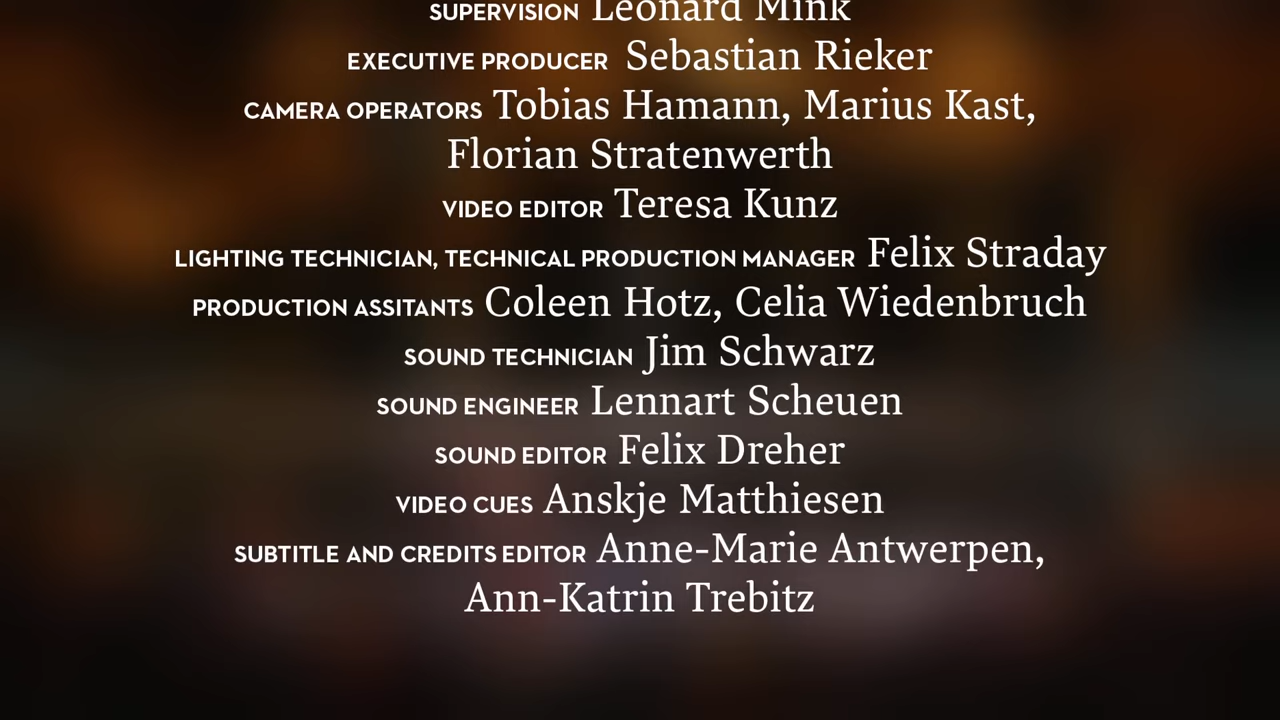 SUPERVISION Leonard Mink
EXECUTIVE PRODUCER Sebastian Rieker
CAMERA OPERATORS Tobias Hamann, Marius Kast,
Florian Stratenwerth
VIDEO EDITOR Teresa Kunz
LIGHTING TECHNICIAN, TECHNICAL PRODUCTION MANAGER Felix Straday
PRODUCTION ASSITANTS Coleen Hotz, Celia Wiedenbruch
SOUND TECHNICIAN Jim Schwarz
SOUND ENGINEER Lennart Scheuen
SOUND EDITOR Felix Dreher
VIDEO CUES Anskje Matthiesen
SUBTITLE AND CREDITS EDITOR Anne-Marie Antwerpen,
Ann-Katrin Trebitz